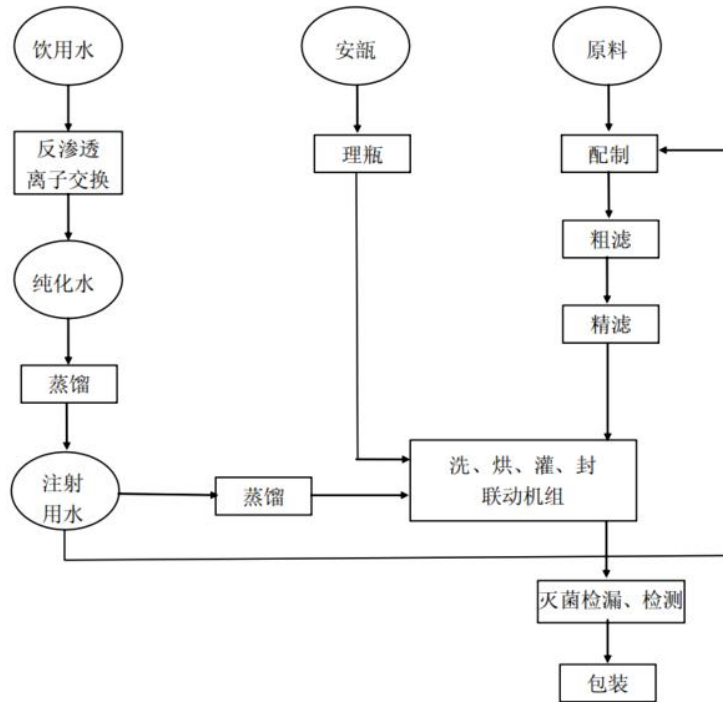 饮用水
安瓿
原料
反渗透
离子交换
理瓶
配制
粗滤
纯化水
精滤
蒸馏
洗、烘、灌、封
联动机组
注射
用水
蒸馏
灭菌检漏、检测
包装